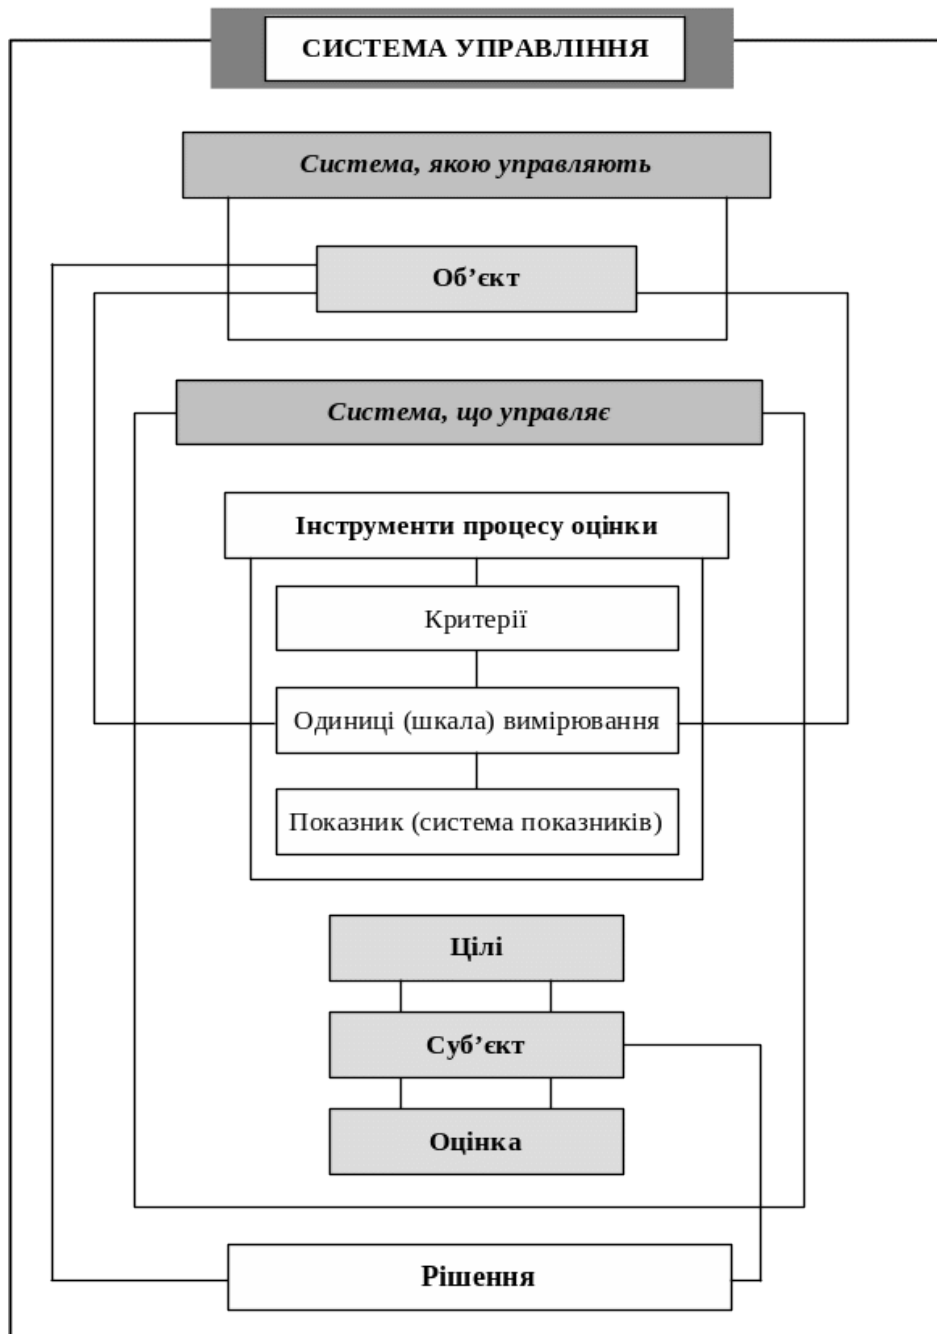 СИСТЕМА УПРАВЛІННЯ
Система, якою управляють
Об’єкт
Система, що управляє
Інструменти процесу оцінки
Критерії
Одиниці (шкала) вимірювання
Показник (система показників)
Цілі
Суб’єкт
Оцінка
Рішення